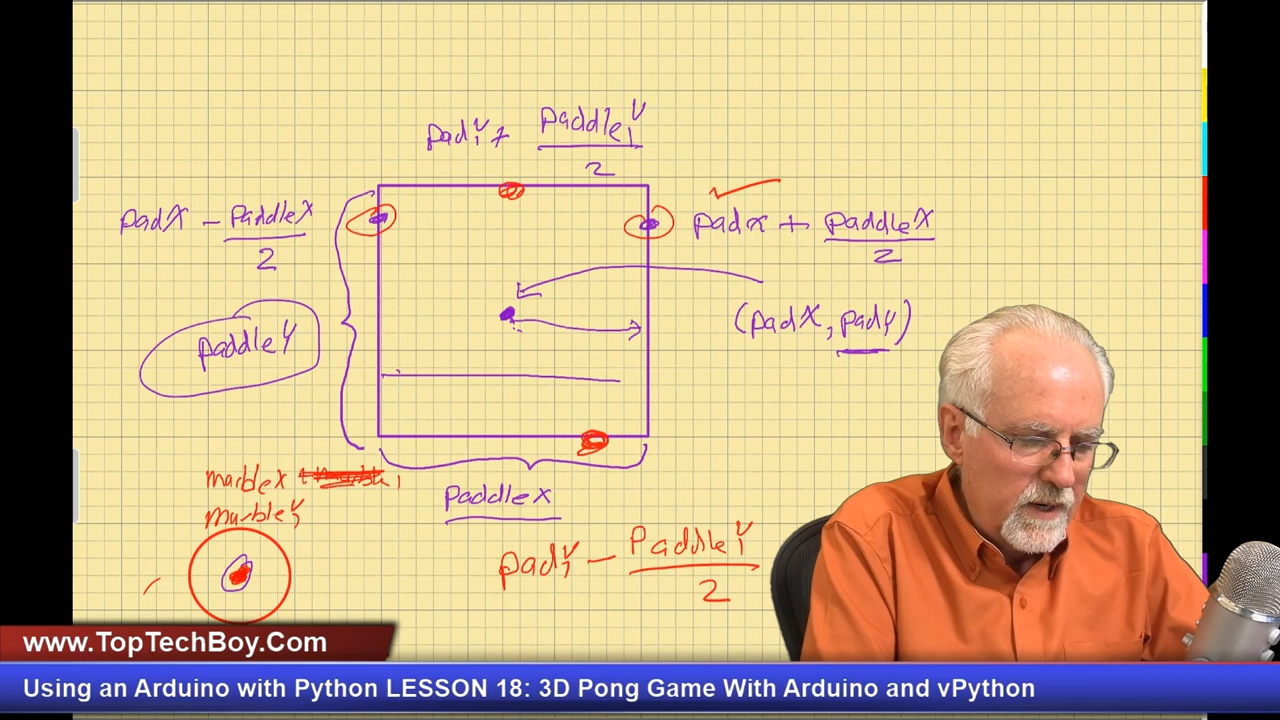 padY + paddleY
2
padX - PaddleX
2
padx + paddleX
2
(padX, padY)
paddleY
marbleX
marbleY
PaddleX
padY - PaddleY
2
www.TopTechBoy.Com
Using an Arduino with Python LESSON 18: 3D Pong Game With Arduino and vPython